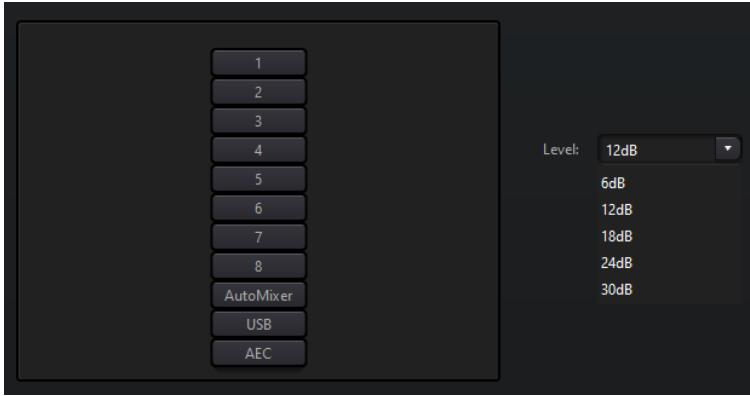 1
2
3
4
5
6
7
8
AutoMixer
USB
AEC
Level: 12dB
6dB
12dB
18dB
24dB
30dB